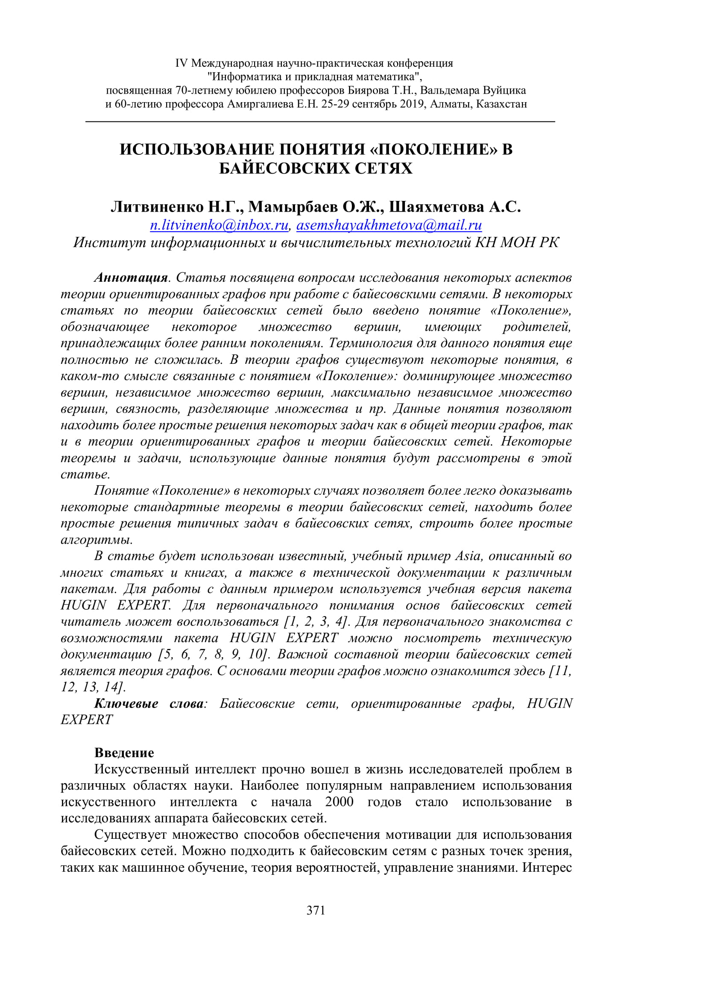 IV Международная научно-практическая конференция
"Информатика и прикладная математика",
посвященная 70-летнему юбилею профессоров Биярова Т.Н., Вальдемара Вуйцика
и 60-летию профессора Амиргалиева Е.Н. 25-29 сентябрь 2019, Алматы, Казахстан
ИСПОЛЬЗОВАНИЕ ПОНЯТИЯ «ПОКОЛЕНИЕ» В
БАЙЕСОВСКИХ СЕТЯХ
Литвиненко Н.Г., Мамырбаев О.Ж., Шаяхметова А.С.
n.litvinenko@inbox.ru, asemshayakhmetova@mail.ru
Институт информационных и вычислительных технологий КН МОН РК
Аннотация. Статья посвящена вопросам исследования некоторых аспектов
теории ориентированных графов при работе с байесовскими сетями. В некоторых
статьях по теории байесовских сетей было введено понятие «Поколение»,
обозначающее некоторое множество вершин, имеющих родителей,
принадлежащих более ранним поколениям. Терминология для данного понятия еще
полностью не сложилась. В теории графов существуют некоторые понятия, в
каком-то смысле связанные с понятием «Поколение»: доминирующее множество
вершин, независимое множество вершин, максимально независимое множество
вершин, связность, разделяющие множества и пр. Данные понятия позволяют
находить более простые решения некоторых задач как в общей теории графов, так
и в теории ориентированных графов и теории байесовских сетей. Некоторые
теоремы и задачи, использующие данные понятия будут рассмотрены в этой
статье.
Понятие «Поколение» в некоторых случаях позволяет более легко доказывать
некоторые стандартные теоремы в теории байесовских сетей, находить более
простые решения типичных задач в байесовских сетях, строить более простые
алгоритмы.
В статье будет использован известный, учебный пример Asia, описанный во
многих статьях и книгах, а также в технической документации к различным
пакетам. Для работы с данным примером используется учебная версия пакета
HUGIN EXPERT. Для первоначального понимания основ байесовских сетей
читатель может воспользоваться [1, 2, 3, 4]. Для первоначального знакомства с
возможностями пакета HUGIN EXPERT можно посмотреть техническую
документацию [5, 6, 7, 8, 9, 10]. Важной составной теории байесовских сетей
является теория графов. С основами теории графов можно ознакомится здесь [11,
12, 13, 14].
Ключевые слова: Байесовские сети, ориентированные графы, HUGIN
EXPERT
Введение
Искусственный интеллект прочно вошел в жизнь исследователей проблем в
различных областях науки. Наиболее популярным направлением использования
искусственного интеллекта с начала 2000 годов стало использование в
исследованиях аппарата байесовских сетей.
Существует множество способов обеспечения мотивации для использования
байесовских сетей. Можно подходить к байесовским сетям с разных точек зрения,
таких как машинное обучение, теория вероятностей, управление знаниями. Интерес
371